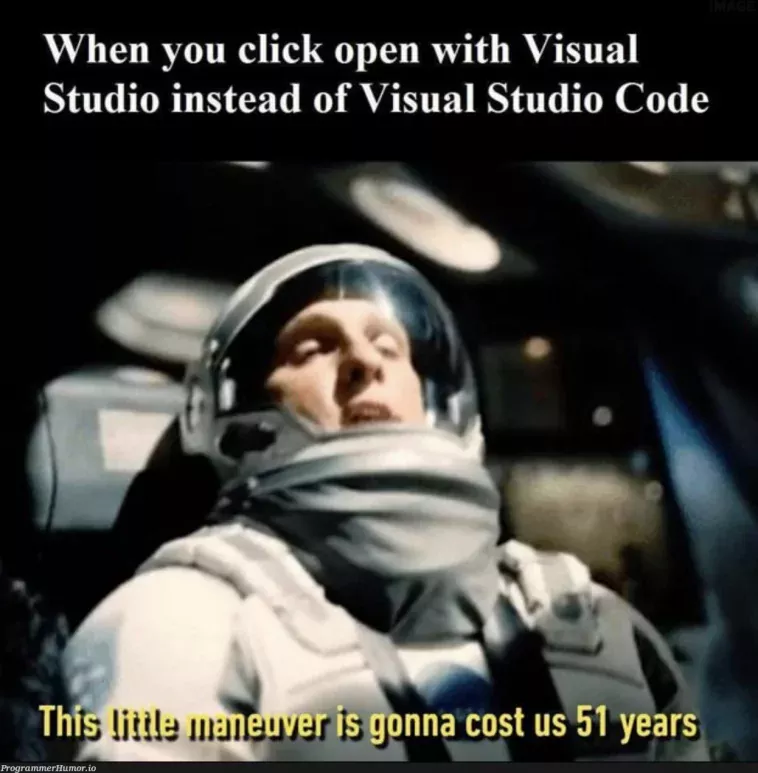 IMAGE
When you click open with Visual
Studio instead of Visual Studio Code
This little maneuver is gonna cost us 51 years
ProgrammerHumor.io